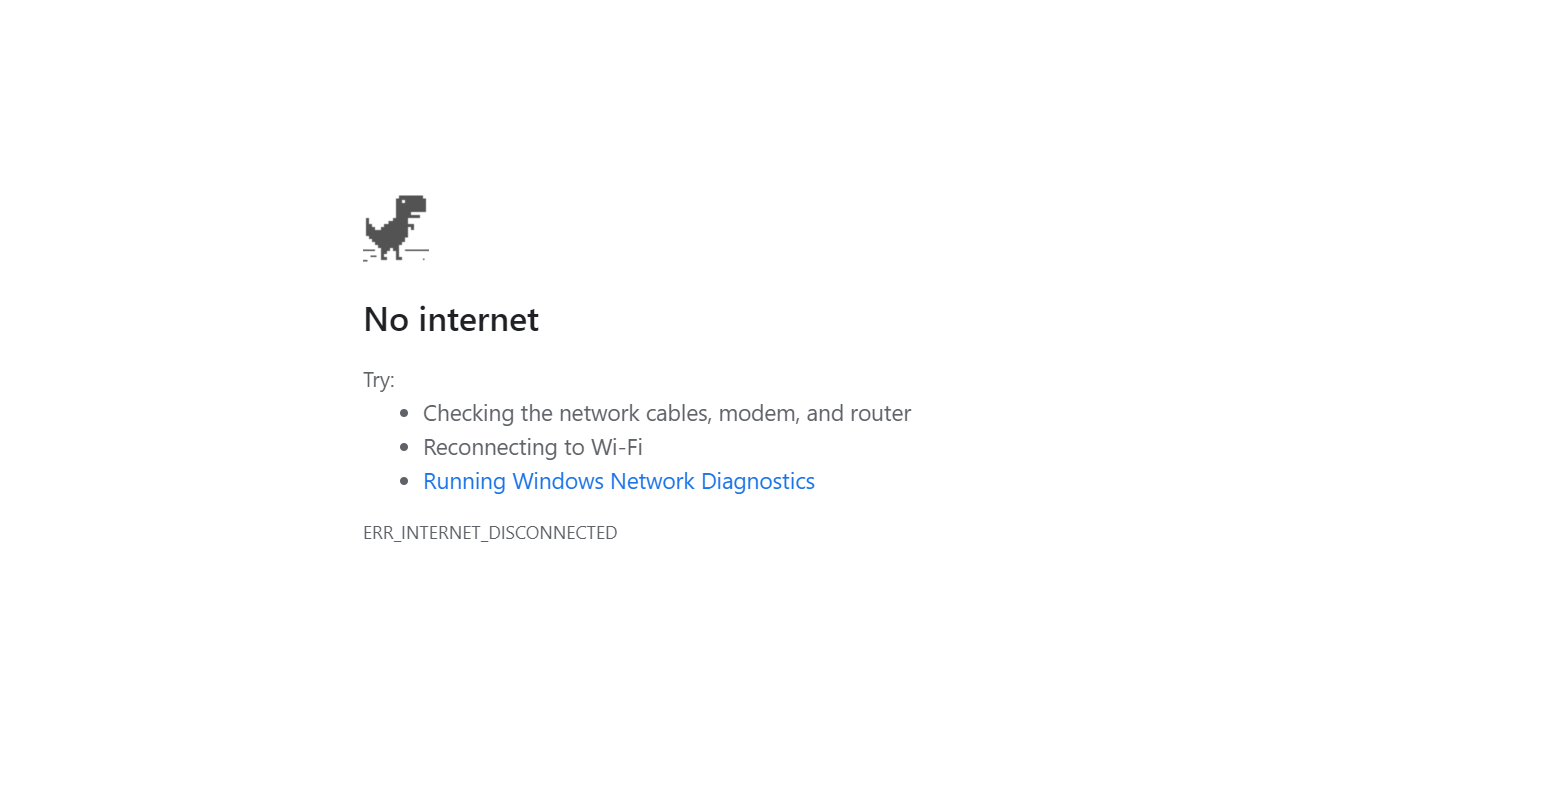 No internet
Try:
Checking the network cables, modem, and router
Reconnecting to Wi-Fi
Running Windows Network Diagnostics
ERR_INTERNET_DISCONNECTED